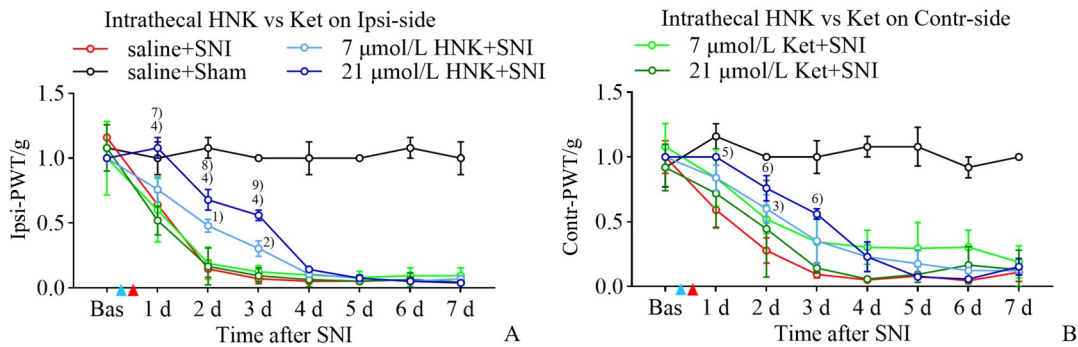 Intrathecal HNK vs Ket on Ipsi-side
Intrathecal HNK vs Ket on Contr-side
saline+SNI
7 μmol/L HNK+SNI
7 μmol/L Ket+SNI
saline+Sham
21 μmol/L HNK+SNI
21 μmol/L Ket+SNI
Ipsi-PWT/g
1.5
1.0
0.5
0.0
7)
4)
8)
4)
1)
9)
4)
2)
Bas 1 d 2 d 3 d 4 d 5 d 6 d 7 d
Time after SNI
A
Contr-PWT/g
1.5
1.0
0.5
0.0
5)
6)
3)
6)
Bas 1 d 2 d 3 d 4 d 5 d 6 d 7 d
Time after SNI
B